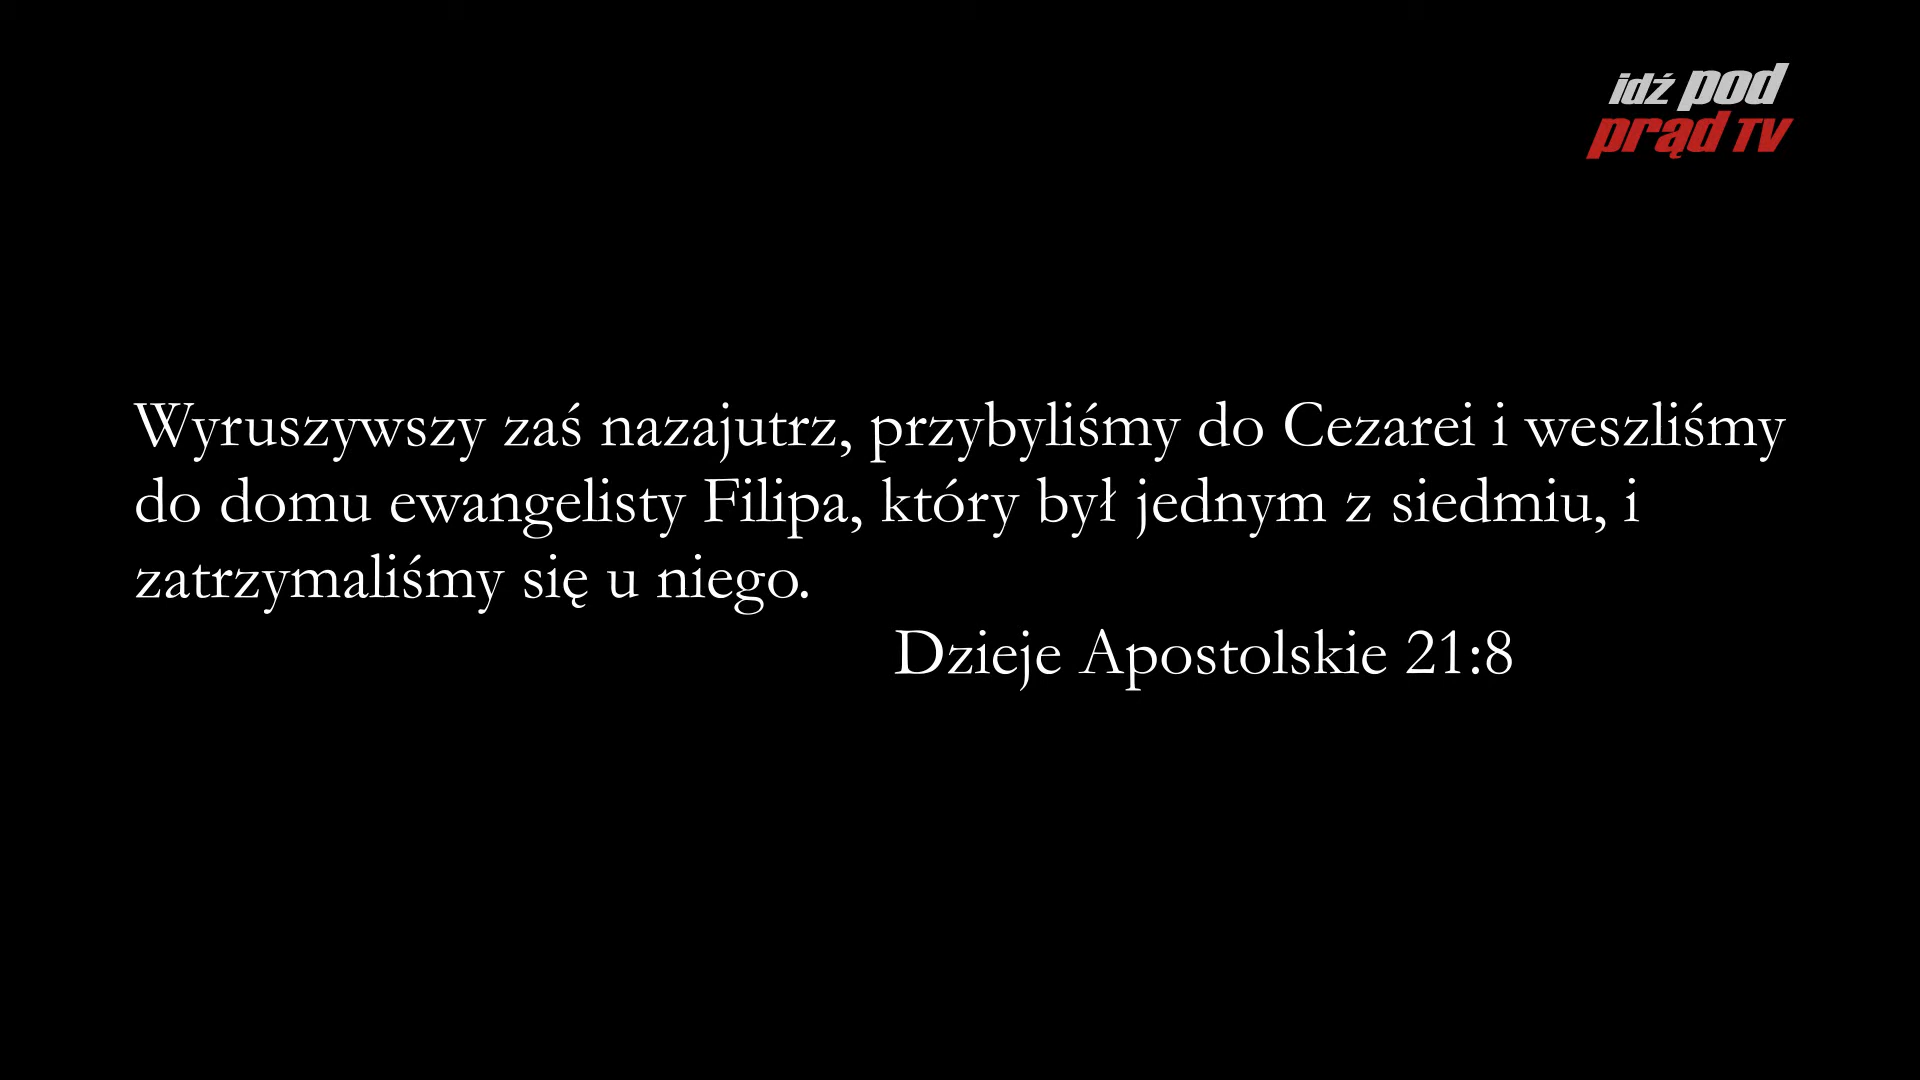 idź pod
prąd TV
Wyruszywszy zaś nazajutrz, przybyliśmy do Cezarei i weszliśmy
do domu ewangelisty Filipa, który był jednym z siedmiu, i
zatrzymaliśmy się u niego.
Dzieje Apostolskie 21:8